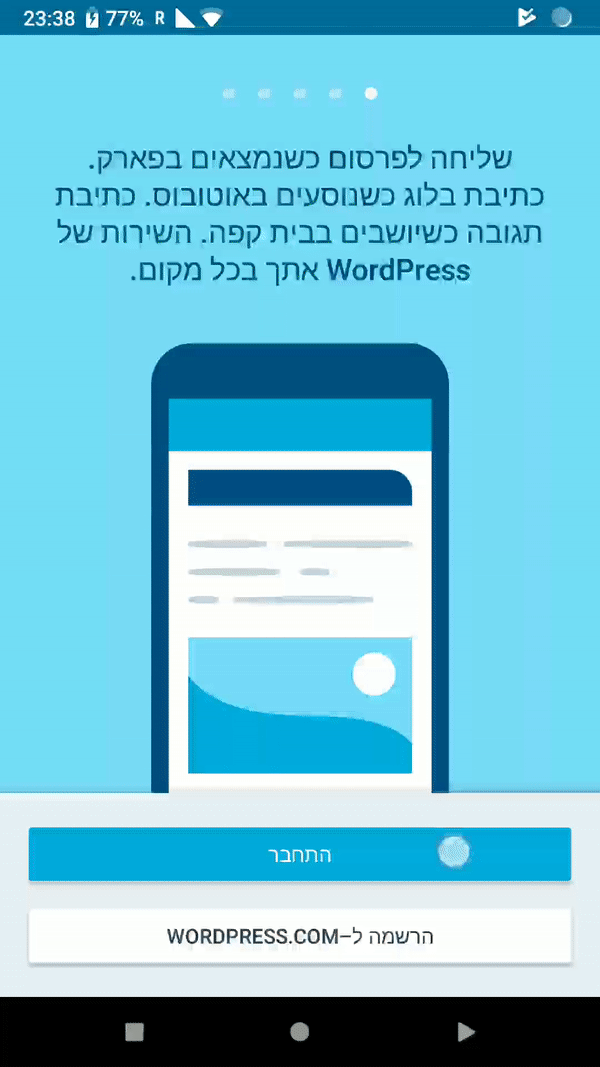 23:38 77% R
שליחה לפרסום כשנמצאים בפארק.
כתיבת בלוג כשנוסעים באוטובוס. כתיבת
תגובה כשיושבים בבית קפה. השירות של
WordPress אתך בכל מקום.
התחבר
הרשמה ל–WORDPRESS.COM